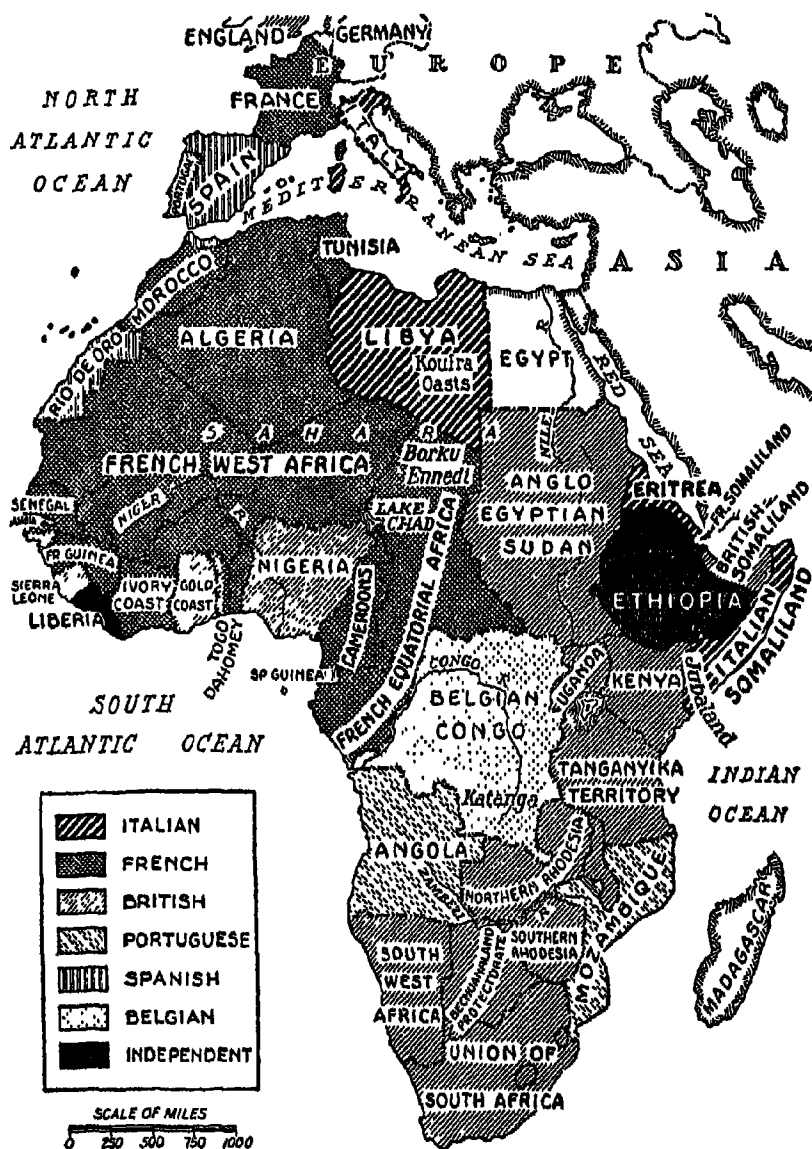 ENGLAND
GERMANY
EUROPE
FRANCE
NORTH
ATLANTIC
OCEAN
PORTUGAL
SPAIN
ITALY
MEDITERRANEAN SEA
ASIA
TUNISIA
MOROCCO
ALGERIA
LIBYA
Koufra
Oasts
EGYPT
RED SEA
RIO DE ORO
SAHARA
NILE R.
FRENCH WEST AFRICA
Borku
Ennedi
ANGLO
EGYPTIAN
SUDAN
ERITREA
FR. SOMALILAND
BRITISH
SOMALILAND
SENEGAL
NIGER R.
LAKE
CHAD
FR. GUINEA
SIERRA
LEONE
LIBERIA
IVORY
COAST
GOLD
COAST
NIGERIA
TOGO
DAHOMEY
CAMEROONS
FRENCH EQUATORIAL AFRICA
ETHIOPIA
ITALIAN
SOMALILAND
SP GUINEA
CONGO R.
BELGIAN
CONGO
UGANDA
KENYA
Jubaland
SOUTH
ATLANTIC OCEAN
Katanga
TANGANYIKA
TERRITORY
INDIAN
OCEAN
ANGOLA
ZAMBEZI R.
NORTHERN RHODESIA
MOZAMBIQUE
MADAGASCAR
SOUTH
WEST
AFRICA
BECHUANALAND
PROTECTORATE
SOUTHERN
RHODESIA
UNION OF
SOUTH AFRICA
ITALIAN
FRENCH
BRITISH
PORTUGUESE
SPANISH
BELGIAN
INDEPENDENT
SCALE OF MILES
0 250 500 750 1000